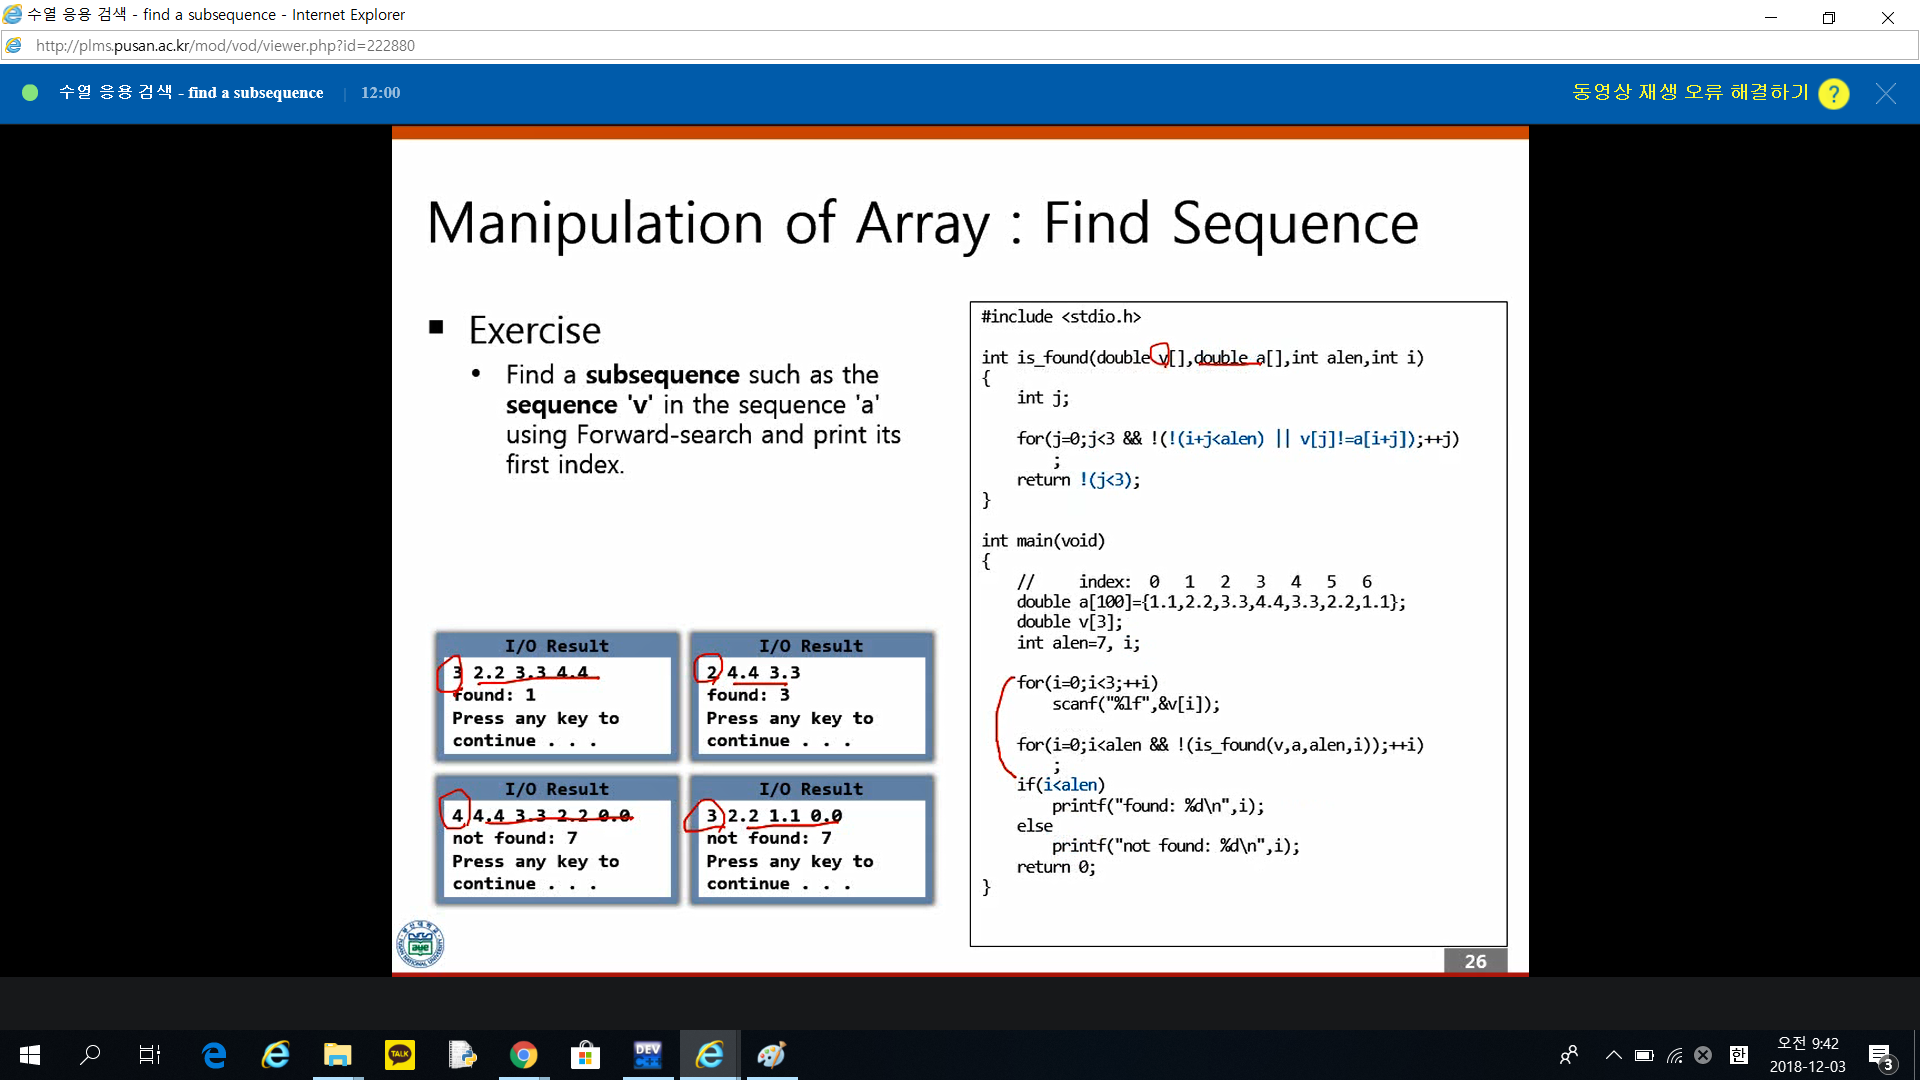 수열 응용 검색 - find a subsequence - Internet Explorer
http://plms.pusan.ac.kr/mod/vod/viewer.php?id=222880
수열 응용 검색 - find a subsequence | 12:00
동영상 재생 오류 해결하기 ?
Manipulation of Array : Find Sequence
■ Exercise
• Find a subsequence such as the
sequence 'v' in the sequence 'a'
using Forward-search and print its
first index.
I/O Result
3 2.2 3.3 4.4
found: 1
Press any key to
continue . . .
I/O Result
2 4.4 3.3
found: 3
Press any key to
continue . . .
I/O Result
4 4.4 3.3 2.2 0.0
not found: 7
Press any key to
continue . . .
I/O Result
3 2.2 1.1 0.0
not found: 7
Press any key to
continue . . .
#include <stdio.h>
int is_found(double v[],double a[],int alen,int i)
{
int j;
for(j=0;j<3 && !(!(i+j<alen) || v[j]!=a[i+j]);++j)
;
return !(j<3);
}
int main(void)
{
// index: 0 1 2 3 4 5 6
double a[100]={1.1,2.2,3.3,4.4,3.3,2.2,1.1};
double v[3];
int alen=7, i;
for(i=0;i<3;++i)
scanf("%lf",&v[i]);
for(i=0;i<alen && !(is_found(v,a,alen,i));++i)
;
if(i<alen)
printf("found: %d\n",i);
else
printf("not found: %d\n",i);
return 0;
}
26
TALK
DEV
한
오전 9:42
2018-12-03
3